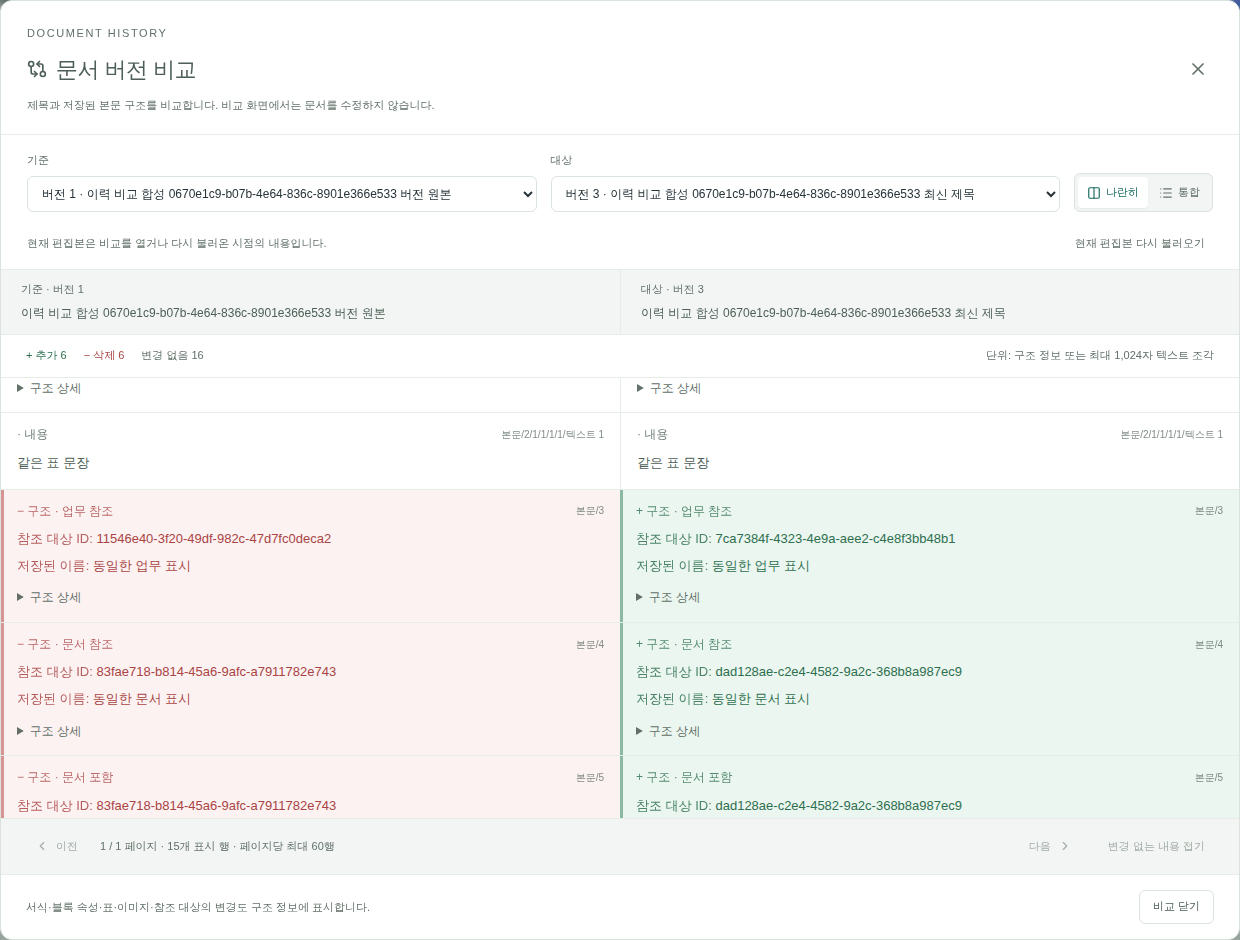 DOCUMENT HISTORY
문서 버전 비교
제목과 저장된 본문 구조를 비교합니다. 비교 화면에서는 문서를 수정하지 않습니다.
기준
대상
버전 1 · 이력 비교 합성 0670e1c9-b07b-4e64-836c-8901e366e533 버전 원본
버전 3 · 이력 비교 합성 0670e1c9-b07b-4e64-836c-8901e366e533 최신 제목
나란히
통합
현재 편집본은 비교를 열거나 다시 불러온 시점의 내용입니다.
현재 편집본 다시 불러오기
기준 · 버전 1
이력 비교 합성 0670e1c9-b07b-4e64-836c-8901e366e533 버전 원본
대상 · 버전 3
이력 비교 합성 0670e1c9-b07b-4e64-836c-8901e366e533 최신 제목
+ 추가 6 − 삭제 6 변경 없음 16
단위: 구조 정보 또는 최대 1,024자 텍스트 조각
▶ 구조 상세
▶ 구조 상세
· 내용 본문/2/1/1/1/1/텍스트 1
같은 표 문장
· 내용 본문/2/1/1/1/1/텍스트 1
같은 표 문장
− 구조 · 업무 참조 본문/3
참조 대상 ID: 11546e40-3f20-49df-982c-47d7fc0deca2
저장된 이름: 동일한 업무 표시
▶ 구조 상세
+ 구조 · 업무 참조 본문/3
참조 대상 ID: 7ca7384f-4323-4e9a-aee2-c4e8f3bb48b1
저장된 이름: 동일한 업무 표시
▶ 구조 상세
− 구조 · 문서 참조 본문/4
참조 대상 ID: 83fae718-b814-45a6-9afc-a7911782e743
저장된 이름: 동일한 문서 표시
▶ 구조 상세
+ 구조 · 문서 참조 본문/4
참조 대상 ID: dad128ae-c2e4-4582-9a2c-368b8a987ec9
저장된 이름: 동일한 문서 표시
▶ 구조 상세
− 구조 · 문서 포함 본문/5
참조 대상 ID: 83fae718-b814-45a6-9afc-a7911782e743
+ 구조 · 문서 포함 본문/5
참조 대상 ID: dad128ae-c2e4-4582-9a2c-368b8a987ec9
이전
1 / 1 페이지 · 15개 표시 행 · 페이지당 최대 60행
다음
변경 없는 내용 접기
서식·블록 속성·표·이미지·참조 대상의 변경도 구조 정보에 표시합니다.
비교 닫기